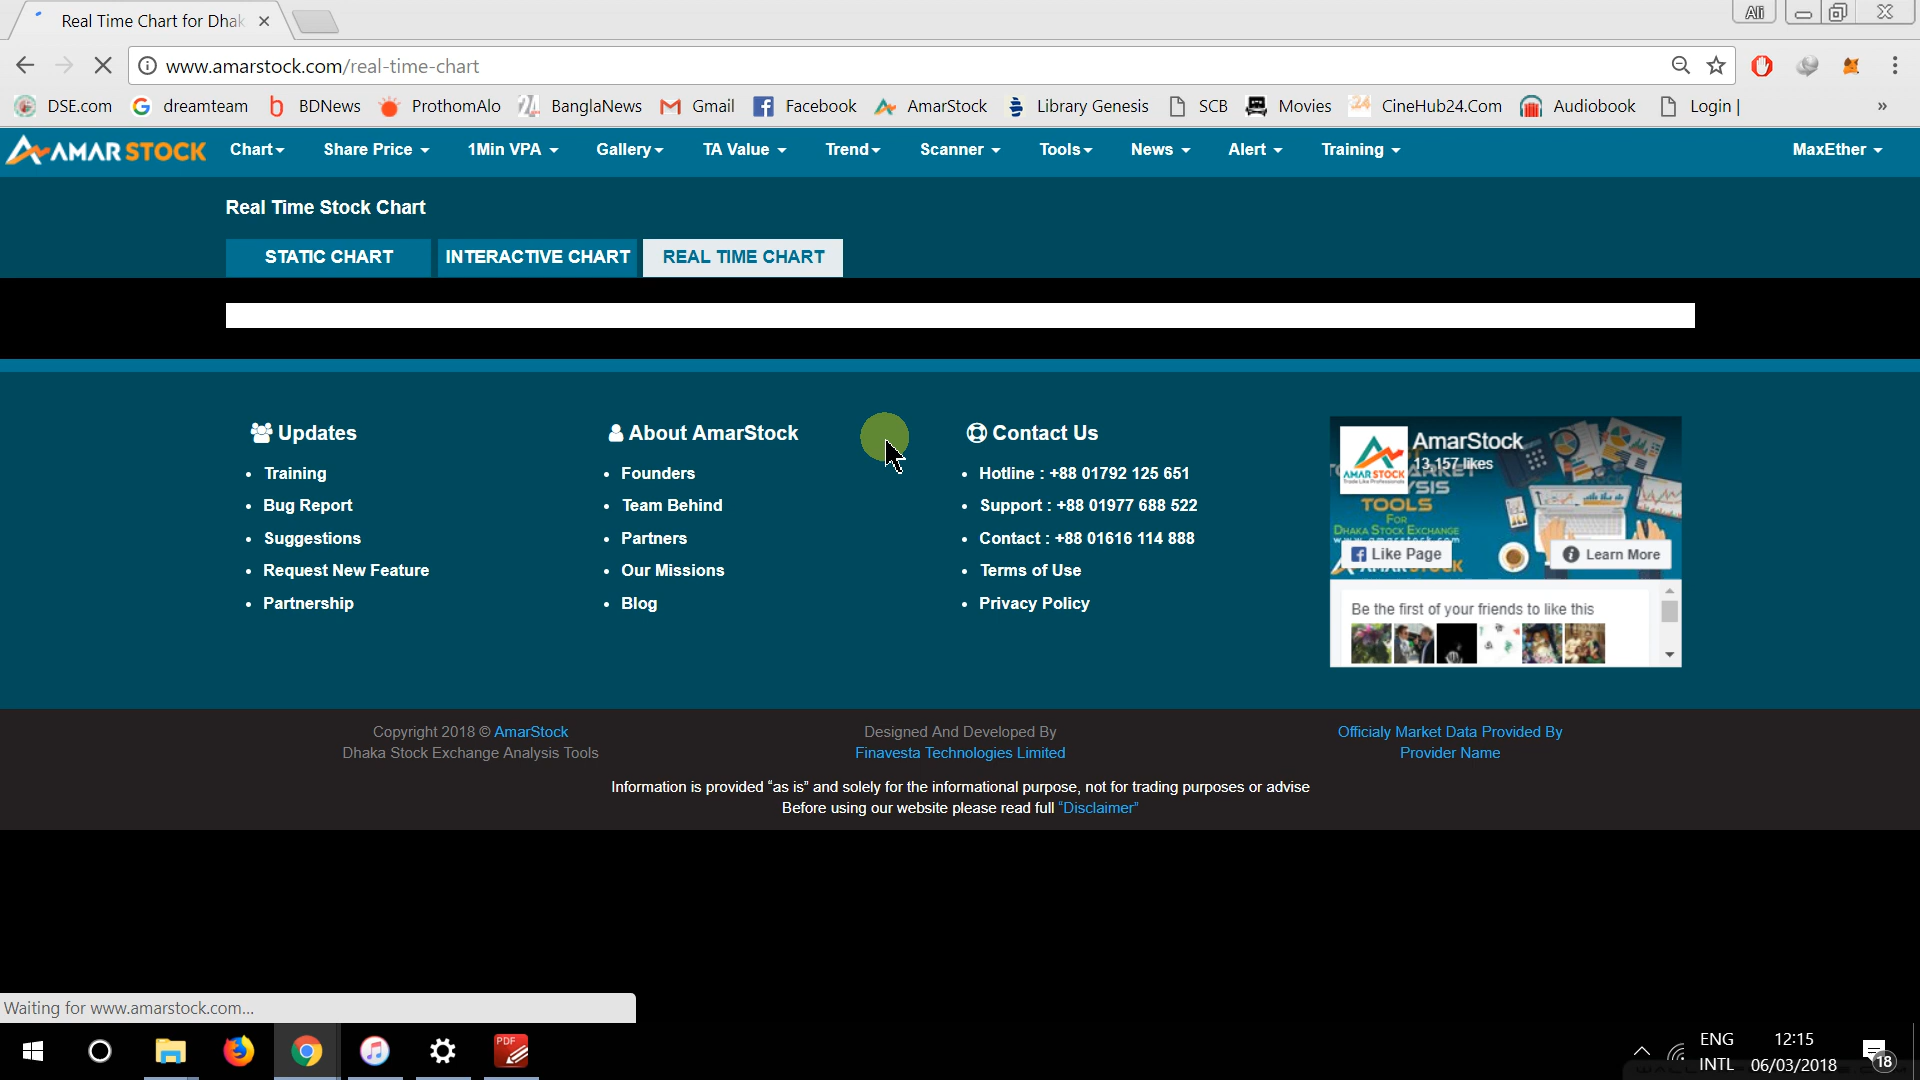 Real Time Chart for Dhak
Ali
www.amarstock.com/real-time-chart
DSE.com dreamteam BDNews ProthomAlo BanglaNews Gmail Facebook AmarStock Library Genesis SCB Movies CineHub24.Com Audiobook Login | »
AMAR STOCK Chart Share Price 1Min VPA Gallery TA Value Trend Scanner Tools News Alert Training MaxEther
Real Time Stock Chart
STATIC CHART INTERACTIVE CHART REAL TIME CHART
Updates
• Training
• Bug Report
• Suggestions
• Request New Feature
• Partnership
About AmarStock
• Founders
• Team Behind
• Partners
• Our Missions
• Blog
Contact Us
• Hotline : +88 01792 125 651
• Support : +88 01977 688 522
• Contact : +88 01616 114 888
• Terms of Use
• Privacy Policy
AmarStock
13,157 likes
AMAR STOCK
TOOLS
FOR
DHAKA STOCK EXCHANGE
Like Page
Learn More
Be the first of your friends to like this
Copyright 2018 © AmarStock
Dhaka Stock Exchange Analysis Tools
Designed And Developed By
Finavesta Technologies Limited
Officialy Market Data Provided By
Provider Name
Information is provided “as is” and solely for the informational purpose, not for trading purposes or advise
Before using our website please read full “Disclaimer”
Waiting for www.amarstock.com...
PDF
ENG
INTL
12:15
06/03/2018
18